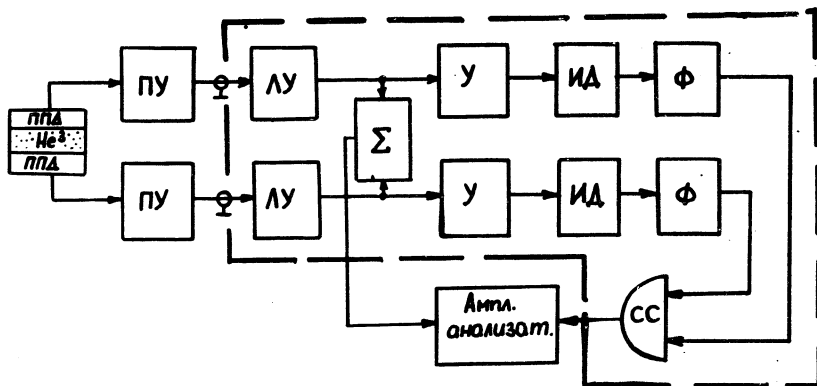 ПУ
ЛУ
У
ИД
Ф
ППД
He³
ППД
Σ
ПУ
ЛУ
У
ИД
Ф
Ампл.
анализат.
СС